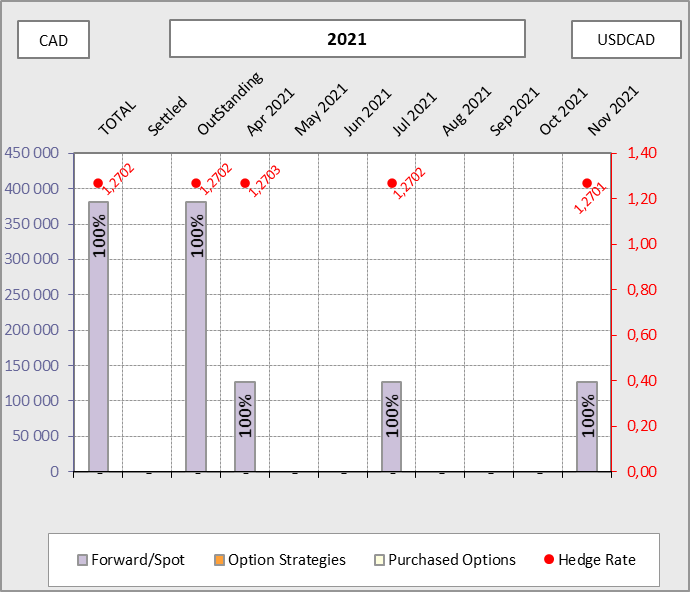 CAD
2021
USDCAD
TOTAL
Settled
OutStanding
Apr 2021
May 2021
Jun 2021
Jul 2021
Aug 2021
Sep 2021
Oct 2021
Nov 2021
450 000
400 000
350 000
300 000
250 000
200 000
150 000
100 000
50 000
0
1,2702
1,2702
1,2703
1,2702
1,2701
100%
100%
100%
100%
100%
1,40
1,20
1,00
0,80
0,60
0,40
0,20
0,00
Forward/Spot
Option Strategies
Purchased Options
Hedge Rate